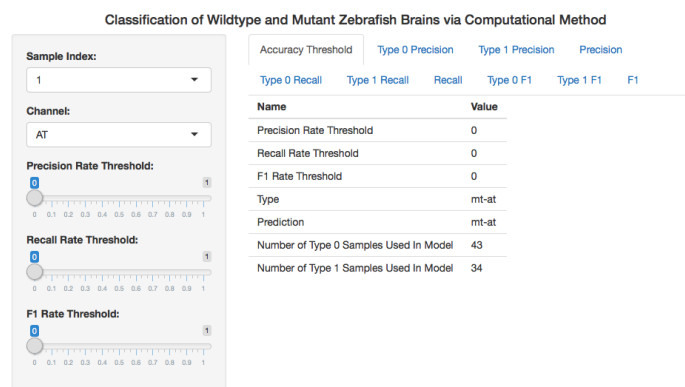 Classification of Wildtype and Mutant Zebrafish Brains via Computational Method
Sample Index:
1
Channel:
AT
Precision Rate Threshold:
0 1
0 0.1 0.2 0.3 0.4 0.5 0.6 0.7 0.8 0.9 1
Recall Rate Threshold:
0 1
0 0.1 0.2 0.3 0.4 0.5 0.6 0.7 0.8 0.9 1
F1 Rate Threshold:
0 1
0 0.1 0.2 0.3 0.4 0.5 0.6 0.7 0.8 0.9 1
Accuracy Threshold Type 0 Precision Type 1 Precision Precision
Type 0 Recall Type 1 Recall Recall Type 0 F1 Type 1 F1 F1
Name Value
Precision Rate Threshold 0
Recall Rate Threshold 0
F1 Rate Threshold 0
Type mt-at
Prediction mt-at
Number of Type 0 Samples Used In Model 43
Number of Type 1 Samples Used In Model 34